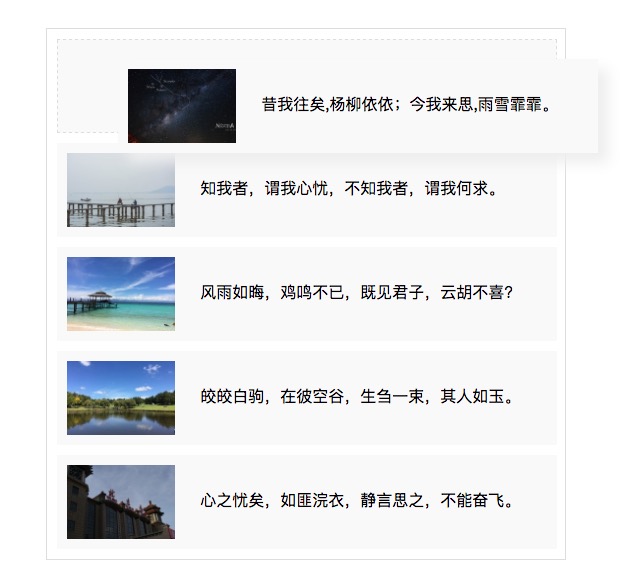 昔我往矣,杨柳依依；今我来思,雨雪霏霏。
知我者，谓我心忧，不知我者，谓我何求。
风雨如晦，鸡鸣不已，既见君子，云胡不喜？
皎皎白驹，在彼空谷，生刍一束，其人如玉。
心之忧矣，如匪浣衣，静言思之，不能奋飞。